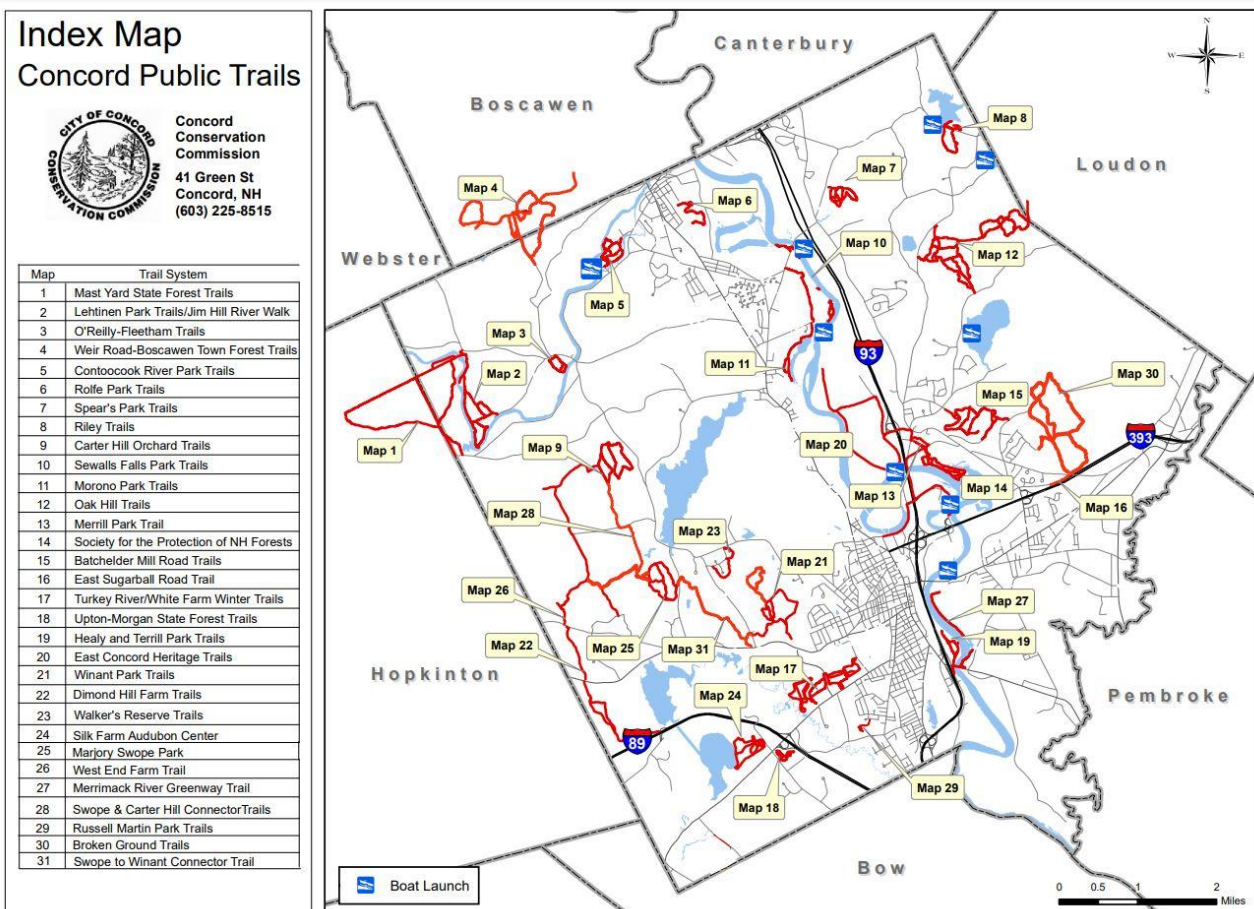 Index Map
Concord Public Trails
CITY OF CONCORD
CONSERVATION COMMISSION
Concord
Conservation
Commission
41 Green St
Concord, NH
(603) 225-8515
Map Trail System
1 Mast Yard State Forest Trails
2 Lehtinen Park Trails/Jim Hill River Walk
3 O'Reilly-Fleetham Trails
4 Weir Road-Boscawen Town Forest Trails
5 Contoocook River Park Trails
6 Rolfe Park Trails
7 Spear's Park Trails
8 Riley Trails
9 Carter Hill Orchard Trails
10 Sewalls Falls Park Trails
11 Morono Park Trails
12 Oak Hill Trails
13 Merrill Park Trail
14 Society for the Protection of NH Forests
15 Batchelder Mill Road Trails
16 East Sugarball Road Trail
17 Turkey River/White Farm Winter Trails
18 Upton-Morgan State Forest Trails
19 Healy and Terrill Park Trails
20 East Concord Heritage Trails
21 Winant Park Trails
22 Dimond Hill Farm Trails
23 Walker's Reserve Trails
24 Silk Farm Audubon Center
25 Marjory Swope Park
26 West End Farm Trail
27 Merrimack River Greenway Trail
28 Swope & Carter Hill ConnectorTrails
29 Russell Martin Park Trails
30 Broken Ground Trails
31 Swope to Winant Connector Trail
Canterbury
N
W E
S
Boscawen
Map 8
Loudon
Map 7
Map 4
Map 6
Map 10
Map 12
Webster
Map 5
Map 3
93
Map 11
Map 2
Map 30
Map 15
393
Map 1
Map 9
Map 20
Map 14
Map 13
Map 16
Map 28
Map 23
Map 21
Map 26
Map 27
Map 22
Map 25
Map 31
Map 19
Hopkinton
Map 17
Map 24
Pembroke
89
Map 18
Map 29
Bow
Boat Launch
0 0.5 1 2
Miles